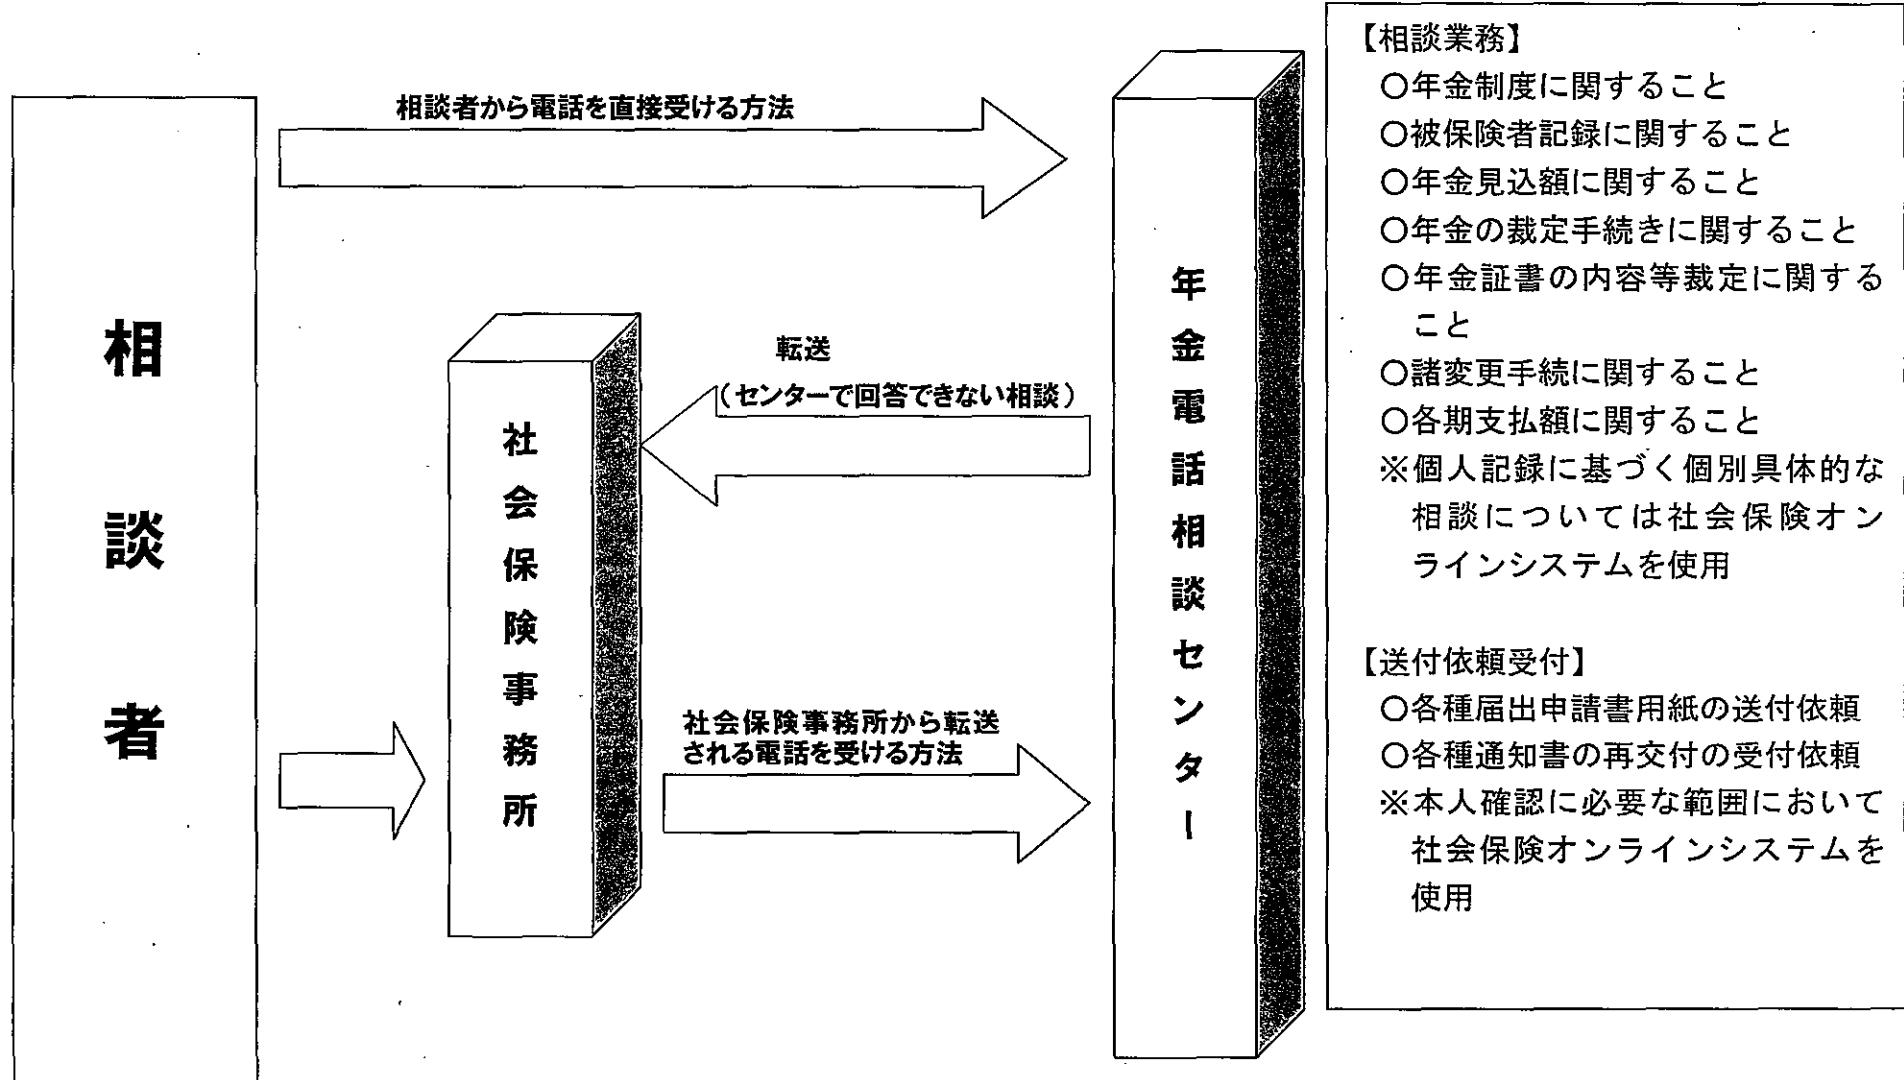 相談者
相談者から電話を直接受ける方法
社会保険事務所
転送
（センターで回答できない相談）
社会保険事務所から転送
される電話を受ける方法
年金電話相談センター
【相談業務】
○年金制度に関すること
○被保険者記録に関すること
○年金見込額に関すること
○年金の裁定手続きに関すること
○年金証書の内容等裁定に関する
こと
○諸変更手続に関すること
○各期支払額に関すること
※個人記録に基づく個別具体的な
相談については社会保険オン
ラインシステムを使用
【送付依頼受付】
○各種届出申請書用紙の送付依頼
○各種通知書の再交付の受付依頼
※本人確認に必要な範囲において
社会保険オンラインシステムを
使用